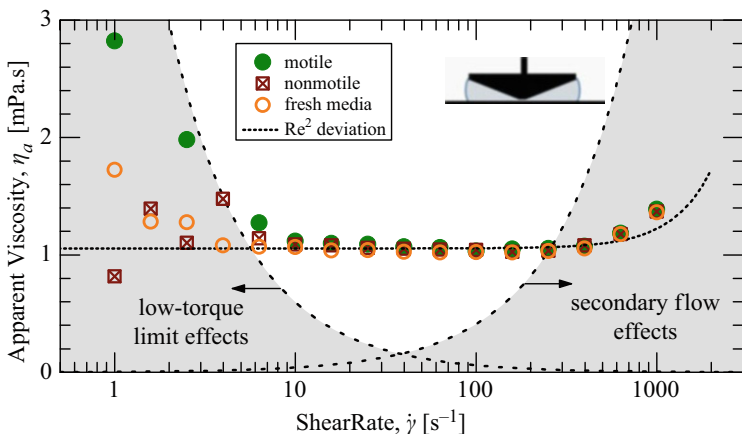 3
2
1
0
Apparent Viscosity, ηₐ [mPa.s]
motile
nonmotile
fresh media
Re² deviation
low-torque
limit effects
secondary flow
effects
1 10 100 1000
ShearRate, γ̇ [s⁻¹]